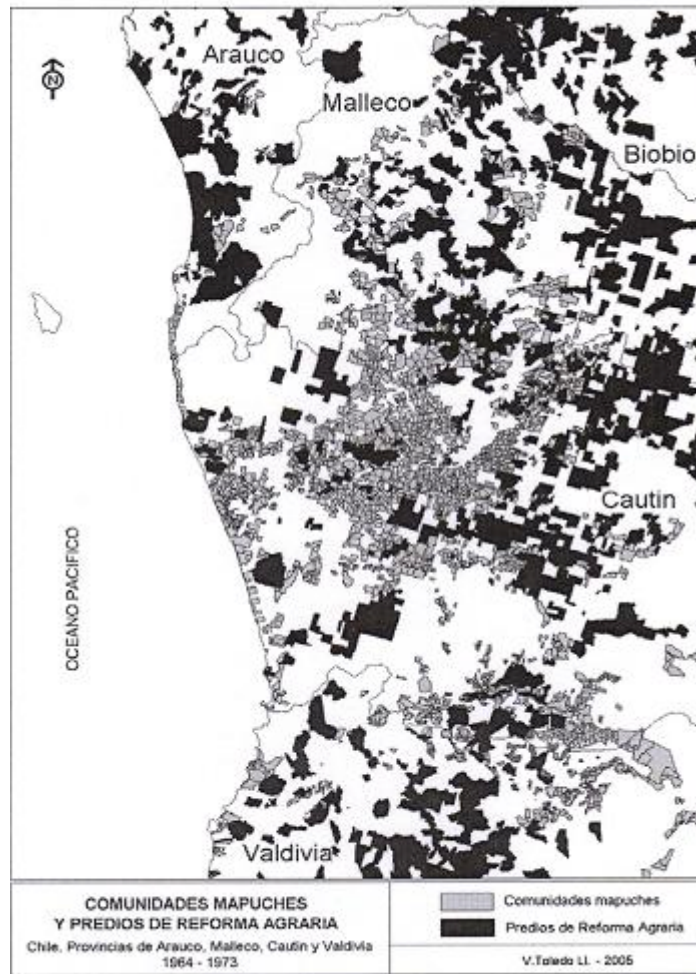 Arauco
Malleco
Biobio
Cautin
OCEANO PACIFICO
Valdivia
N
COMUNIDADES MAPUCHES
Y PREDIOS DE REFORMA AGRARIA
Chile. Provincias de Arauco, Malleco, Cautin y Valdivia
1964 - 1973
Comunidades mapuches
Predios de Reforma Agraria
V.Toledo Ll. - 2005